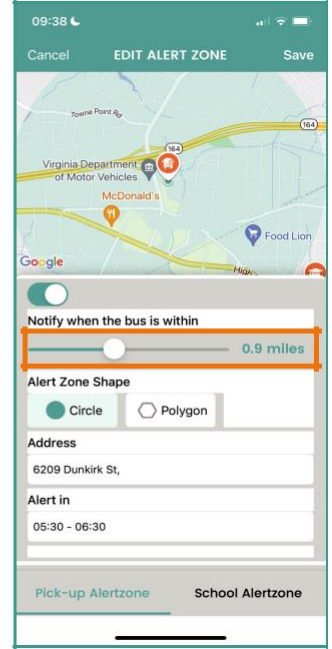 09:38
Cancel EDIT ALERT ZONE Save
Towne Point Rd
164
164
Virginia Department
of Motor Vehicles
McDonald's
Food Lion
Google
High
Notify when the bus is within
0.9 miles
Alert Zone Shape
Circle Polygon
Address
6209 Dunkirk St,
Alert in
05:30 - 06:30
Pick-up Alertzone School Alertzone